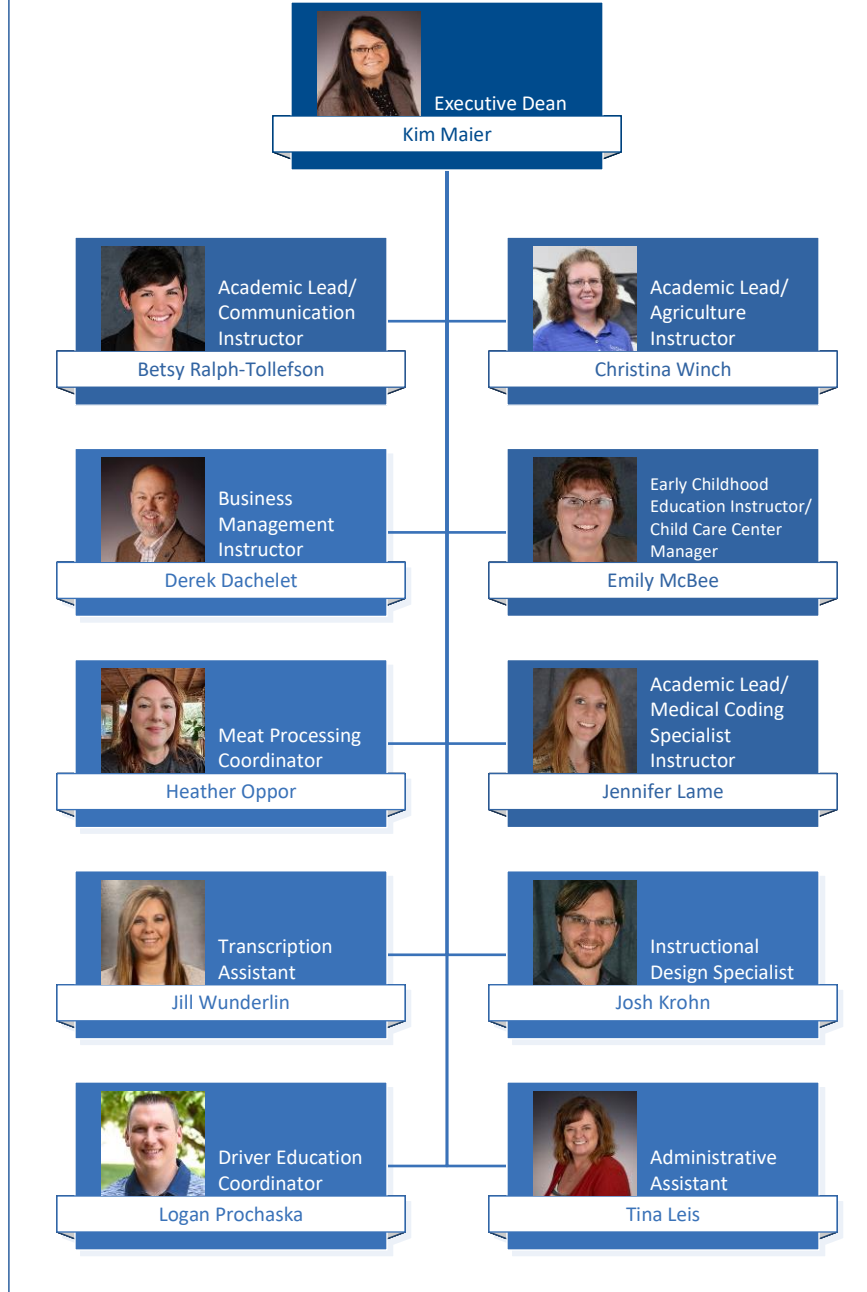 Executive Dean
Kim Maier
Academic Lead/
Communication
Instructor
Betsy Ralph-Tollefson
Academic Lead/
Agriculture
Instructor
Christina Winch
Business
Management
Instructor
Derek Dachelet
Early Childhood
Education Instructor/
Child Care Center
Manager
Emily McBee
Meat Processing
Coordinator
Heather Oppor
Academic Lead/
Medical Coding
Specialist
Instructor
Jennifer Lame
Transcription
Assistant
Jill Wunderlin
Instructional
Design Specialist
Josh Krohn
Driver Education
Coordinator
Logan Prochaska
Administrative
Assistant
Tina Leis